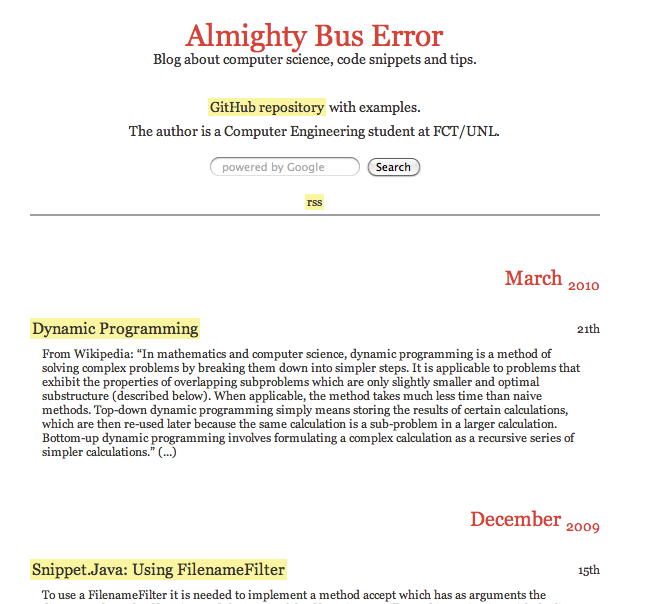 Almighty Bus Error
Blog about computer science, code snippets and tips.
GitHub repository with examples.
The author is a Computer Engineering student at FCT/UNL.
powered by Google Search
rss
March 2010
Dynamic Programming 21th
From Wikipedia: “In mathematics and computer science, dynamic programming is a method of
solving complex problems by breaking them down into simpler steps. It is applicable to problems that
exhibit the properties of overlapping subproblems which are only slightly smaller and optimal
substructure (described below). When applicable, the method takes much less time than naive
methods. Top-down dynamic programming simply means storing the results of certain calculations,
which are then re-used later because the same calculation is a sub-problem in a larger calculation.
Bottom-up dynamic programming involves formulating a complex calculation as a recursive series of
simpler calculations.” (...)
December 2009
Snippet.Java: Using FilenameFilter 15th
To use a FilenameFilter it is needed to implement a method accept which has as arguments the